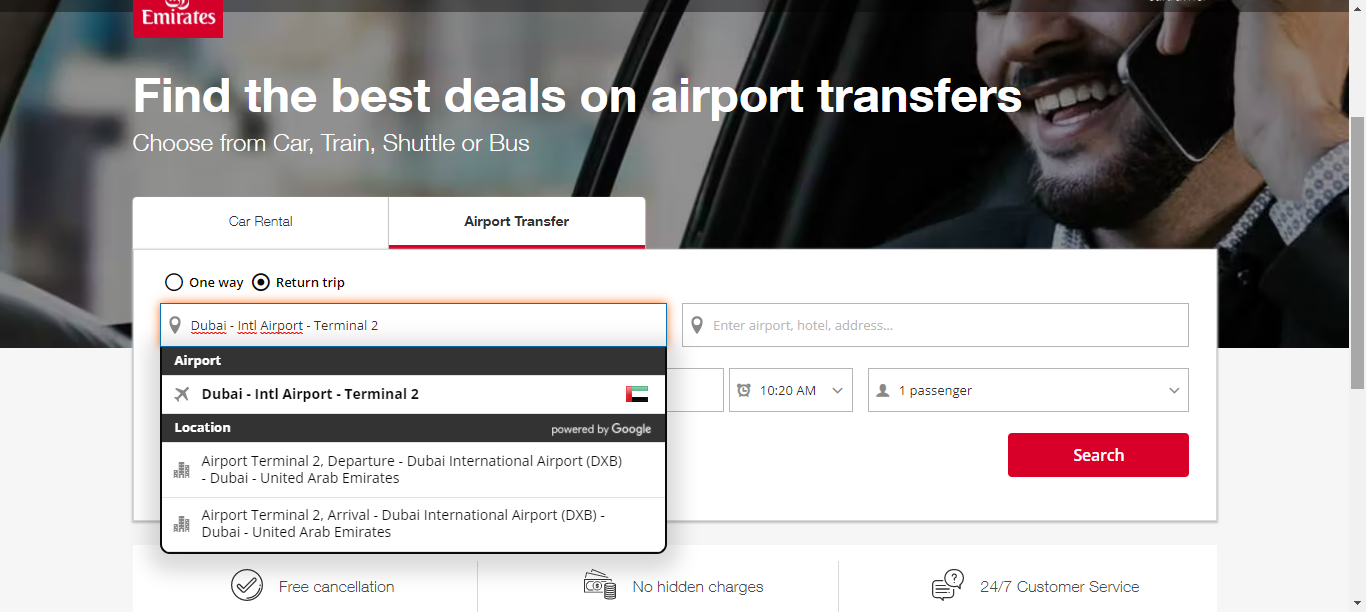 Emirates
Find the best deals on airport transfers
Choose from Car, Train, Shuttle or Bus
Car Rental
Airport Transfer
One way
Return trip
Dubai - Intl Airport - Terminal 2
Enter airport, hotel, address...
Airport
Dubai - Intl Airport - Terminal 2
10:20 AM
1 passenger
Location
powered by Google
Airport Terminal 2, Departure - Dubai International Airport (DXB)
- Dubai - United Arab Emirates
Search
Airport Terminal 2, Arrival - Dubai International Airport (DXB) -
Dubai - United Arab Emirates
Free cancellation
No hidden charges
24/7 Customer Service